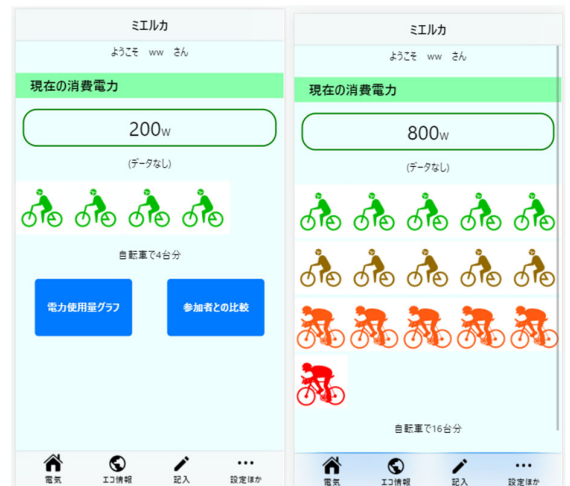 ミエルカ
ようこそ ww さん
現在の消費電力
200w
(データなし)
自転車で4台分
電力使用量グラフ
参加者との比較
電気
エコ情報
記入
設定ほか
ミエルカ
ようこそ ww さん
現在の消費電力
800w
(データなし)
自転車で16台分
電気
エコ情報
記入
設定ほか